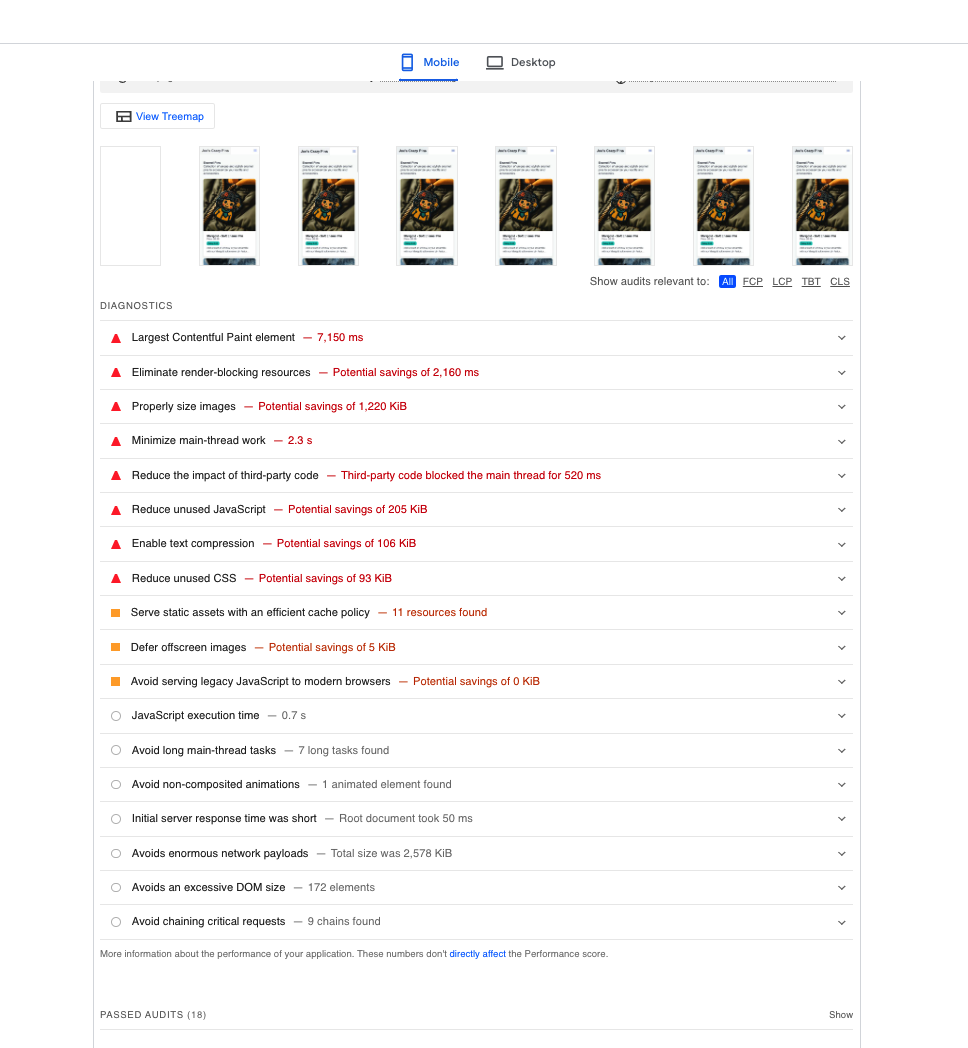 Mobile Desktop
View Treemap
Show audits relevant to: All FCP LCP TBT CLS
DIAGNOSTICS
Largest Contentful Paint element — 7,150 ms
Eliminate render-blocking resources — Potential savings of 2,160 ms
Properly size images — Potential savings of 1,220 KiB
Minimize main-thread work — 2.3 s
Reduce the impact of third-party code — Third-party code blocked the main thread for 520 ms
Reduce unused JavaScript — Potential savings of 205 KiB
Enable text compression — Potential savings of 106 KiB
Reduce unused CSS — Potential savings of 93 KiB
Serve static assets with an efficient cache policy — 11 resources found
Defer offscreen images — Potential savings of 5 KiB
Avoid serving legacy JavaScript to modern browsers — Potential savings of 0 KiB
JavaScript execution time — 0.7 s
Avoid long main-thread tasks — 7 long tasks found
Avoid non-composited animations — 1 animated element found
Initial server response time was short — Root document took 50 ms
Avoids enormous network payloads — Total size was 2,578 KiB
Avoids an excessive DOM size — 172 elements
Avoid chaining critical requests — 9 chains found
More information about the performance of your application. These numbers don't directly affect the Performance score.
PASSED AUDITS (18) Show